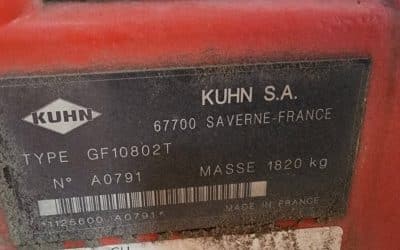 KUHN
KUHN S.A.
67700 SAVERNE-FRANCE
TYPE GF10802T
N° A0791 MASSE 1820 kg
*1126600 A0791*
MADE IN FRANCE